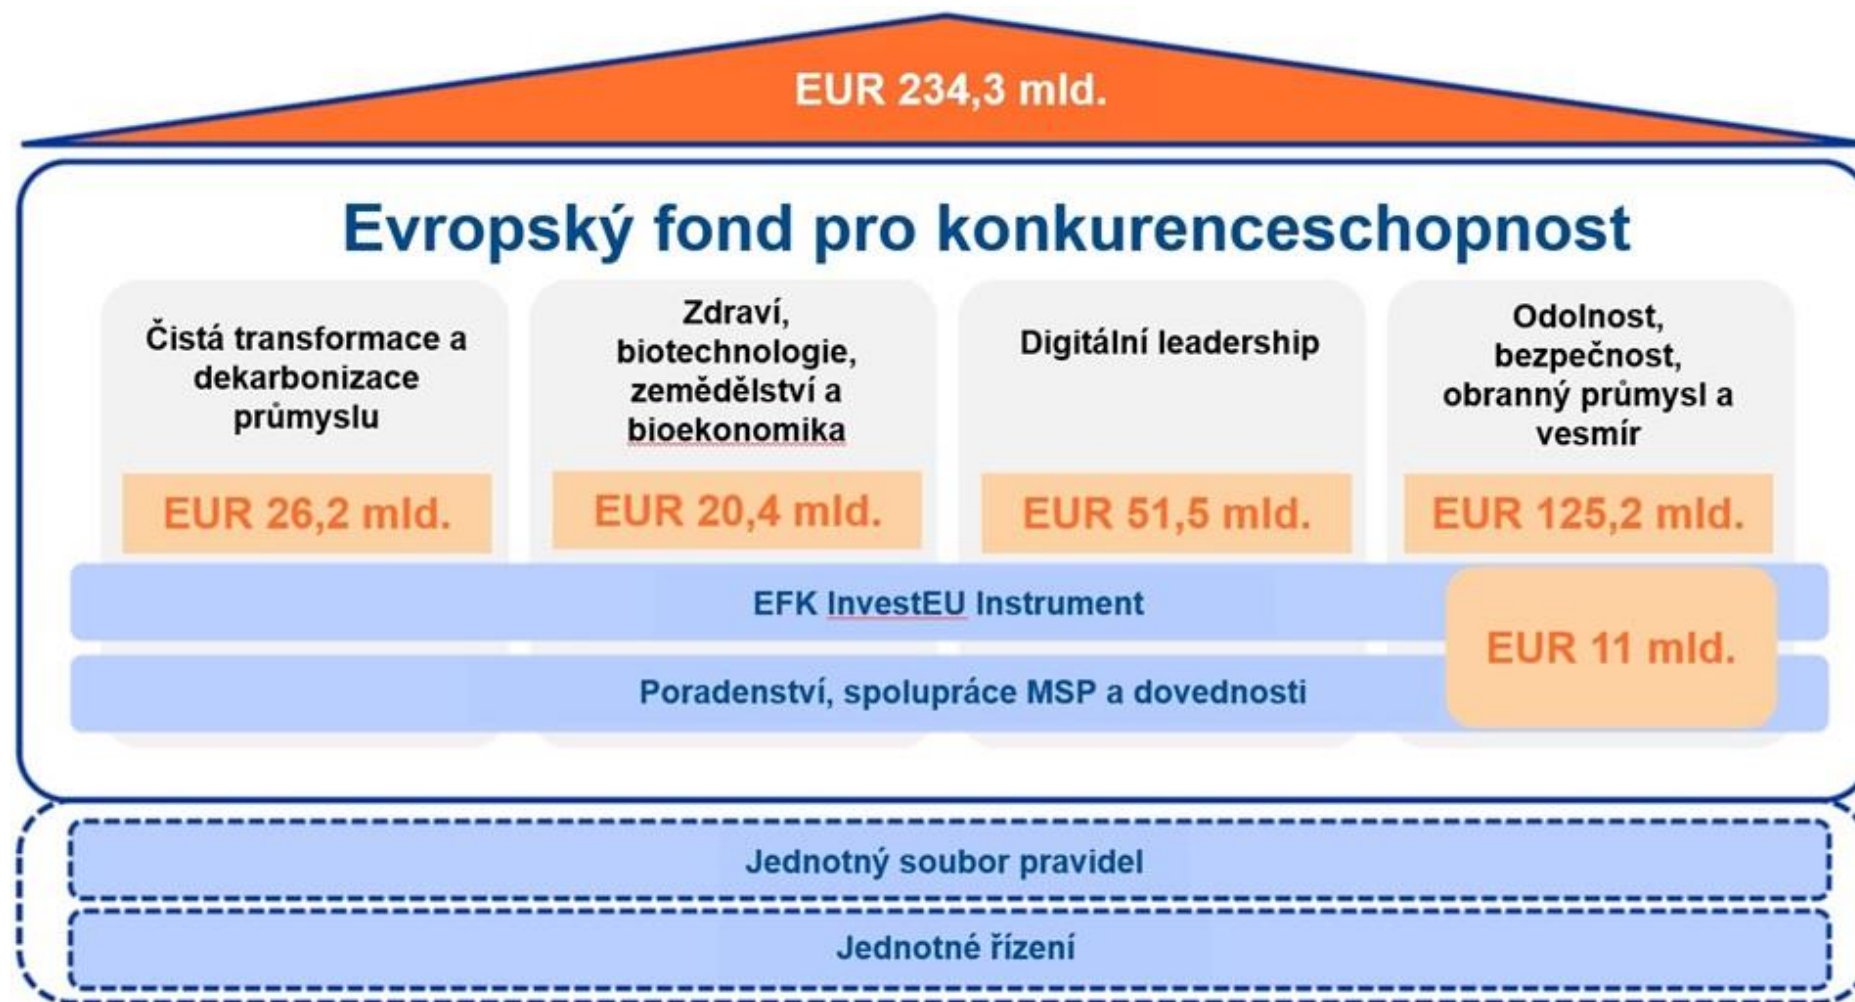 EUR 234,3 mld.
Evropský fond pro konkurenceschopnost
Čistá transformace a
dekarbonizace
průmyslu
EUR 26,2 mld.
Zdraví,
biotechnologie,
zemědělství a
bioekonomika
EUR 20,4 mld.
Digitální leadership
EUR 51,5 mld.
Odolnost,
bezpečnost,
obranný průmysl a
vesmír
EUR 125,2 mld.
EFK InvestEU Instrument
Poradenství, spolupráce MSP a dovednosti
EUR 11 mld.
Jednotný soubor pravidel
Jednotné řízení